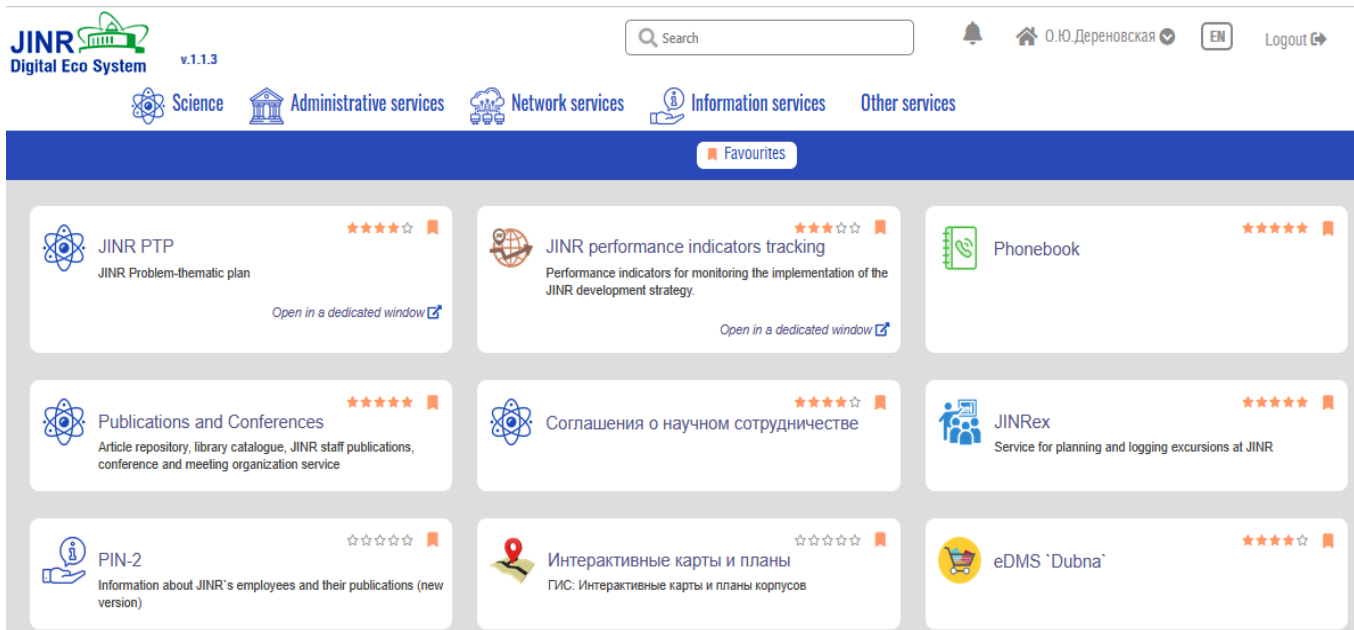 JINR
Digital Eco System
v.1.1.3
Search
О.Ю.Дереновская
EN
Logout
Science
Administrative services
Network services
Information services
Other services
Favourites
JINR PTP
JINR Problem-thematic plan
Open in a dedicated window
JINR performance indicators tracking
Performance indicators for monitoring the implementation of the
JINR development strategy.
Open in a dedicated window
Phonebook
Publications and Conferences
Article repository, library catalogue, JINR staff publications,
conference and meeting organization service
Соглашения о научном сотрудничестве
JINRex
Service for planning and logging excursions at JINR
PIN-2
Information about JINR`s employees and their publications (new
version)
Интерактивные карты и планы
ГИС: Интерактивные карты и планы корпусов
eDMS `Dubna`